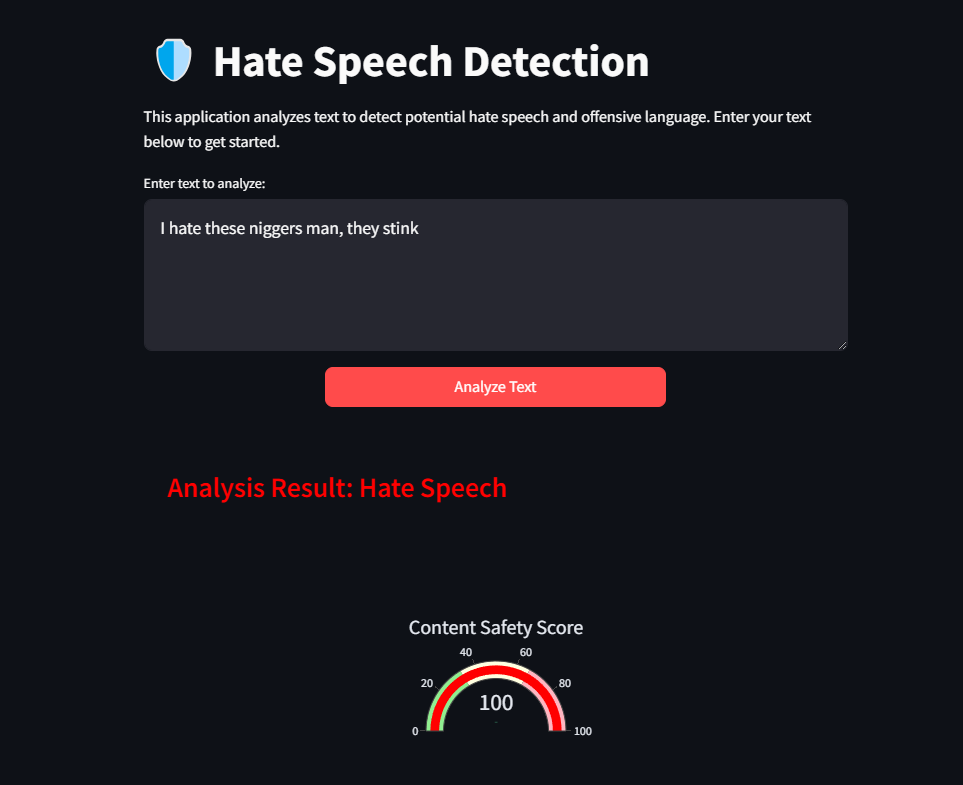 Hate Speech Detection
This application analyzes text to detect potential hate speech and offensive language. Enter your text
below to get started.
Enter text to analyze:
I hate these niggers man, they stink
Analyze Text
Analysis Result: Hate Speech
Content Safety Score
40 60
20 80
100
0 100